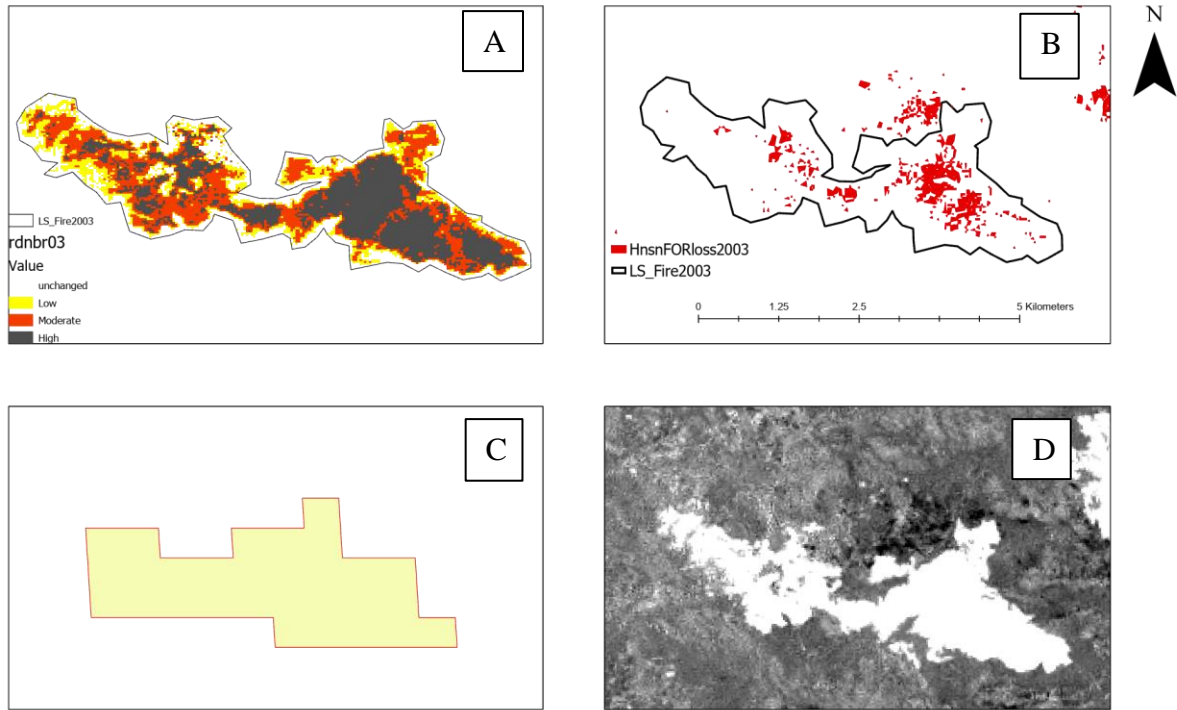 A
LS_Fire2003
rdnbr03
Value
unchanged
Low
Moderate
High
B
N
HnsnFORloss2003
LS_Fire2003
0 1.25 2.5 5 Kilometers
C
D